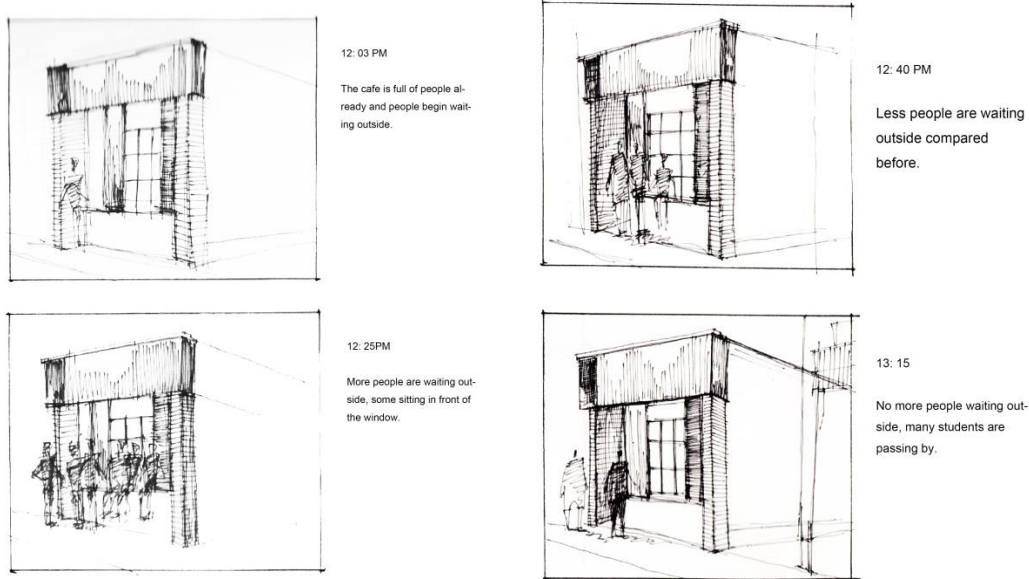 12: 03 PM
The cafe is full of people al-
ready and people begin wait-
ing outside.
12: 25PM
More people are waiting out-
side, some sitting in front of
the window.
12: 40 PM
Less people are waiting
outside compared
before.
13: 15
No more people waiting out-
side, many students are
passing by.